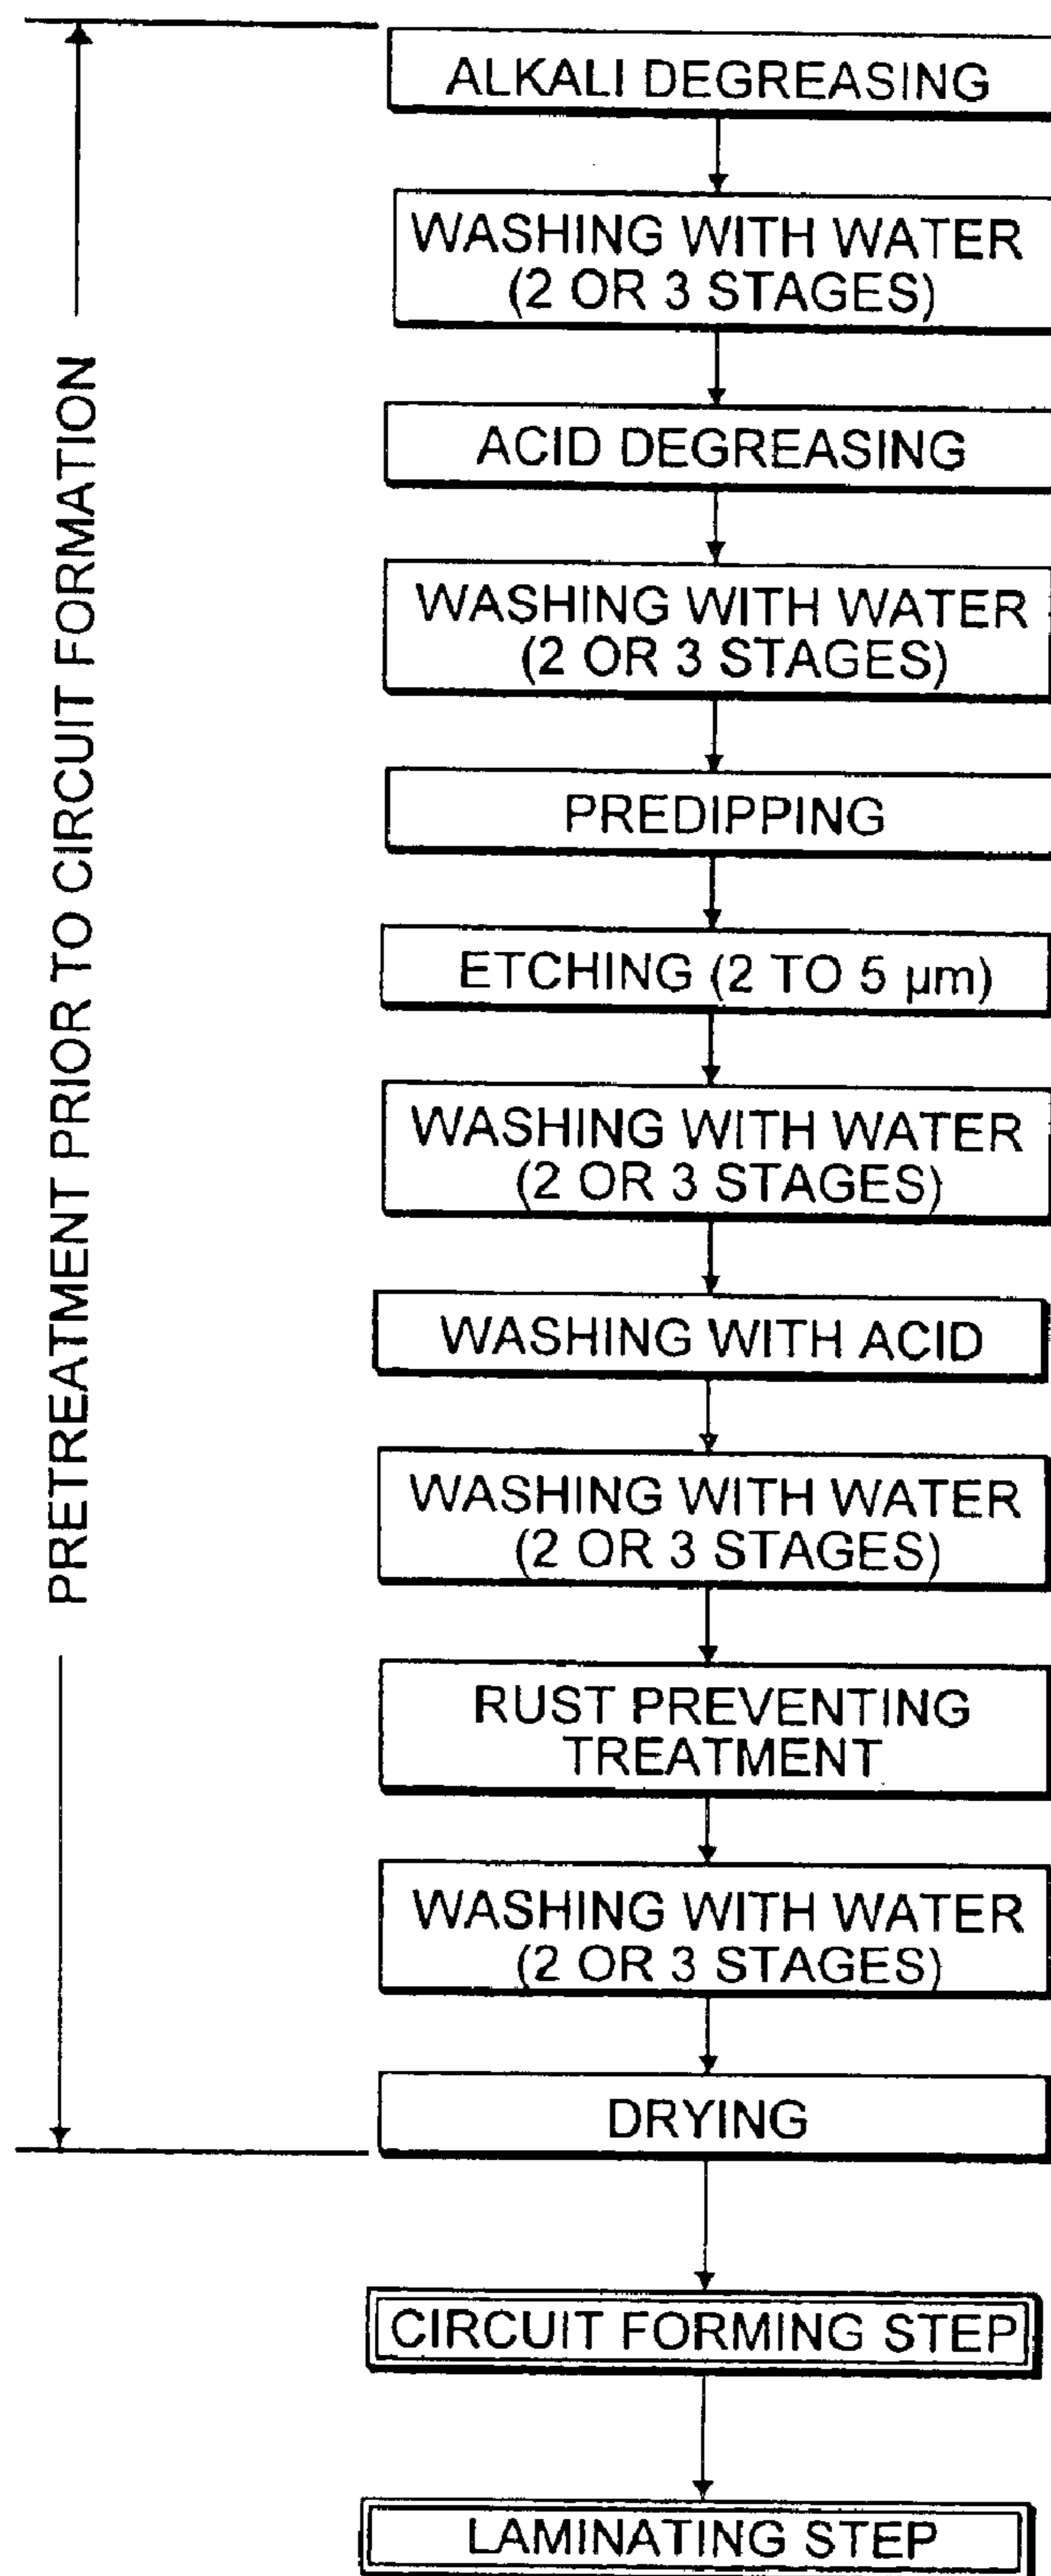 ALKALI DEGREASING
WASHING WITH WATER
(2 OR 3 STAGES)
ACID DEGREASING
WASHING WITH WATER
(2 OR 3 STAGES)
PREDIPPING
ETCHING (2 TO 5 µm)
WASHING WITH WATER
(2 OR 3 STAGES)
WASHING WITH ACID
WASHING WITH WATER
(2 OR 3 STAGES)
RUST PREVENTING
TREATMENT
WASHING WITH WATER
(2 OR 3 STAGES)
DRYING
PRETREATMENT PRIOR TO CIRCUIT FORMATION
CIRCUIT FORMING STEP
LAMINATING STEP